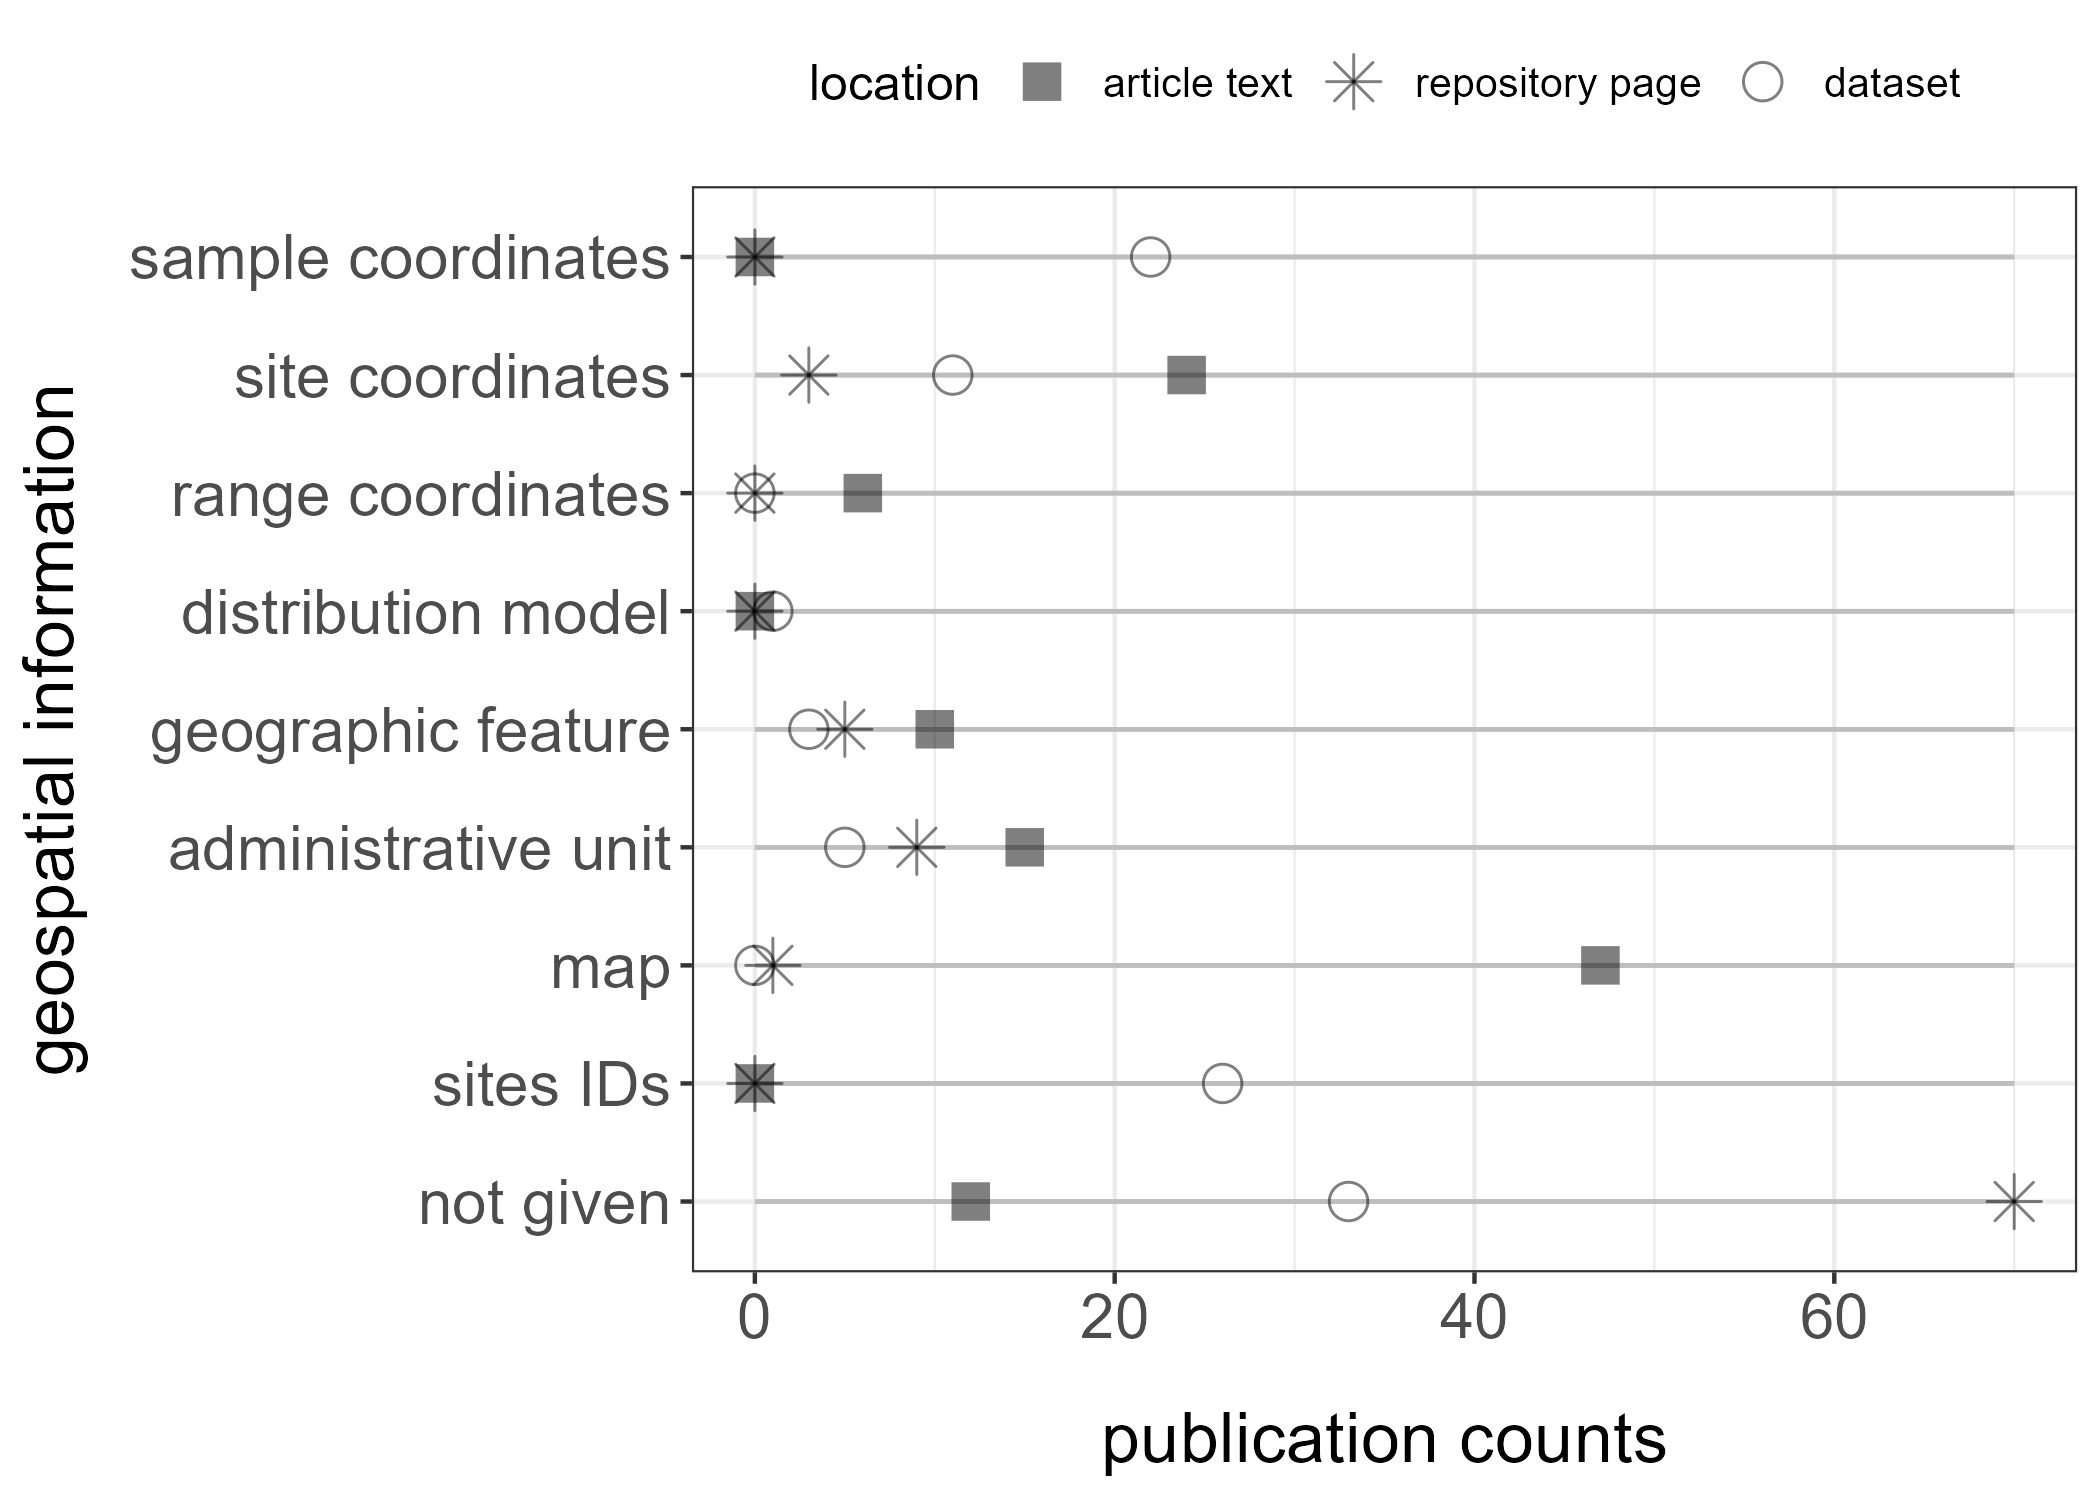 location article text repository page dataset
sample coordinates
site coordinates
range coordinates
distribution model
geographic feature
administrative unit
map
sites IDs
not given
geospatial information
0 20 40 60
publication counts